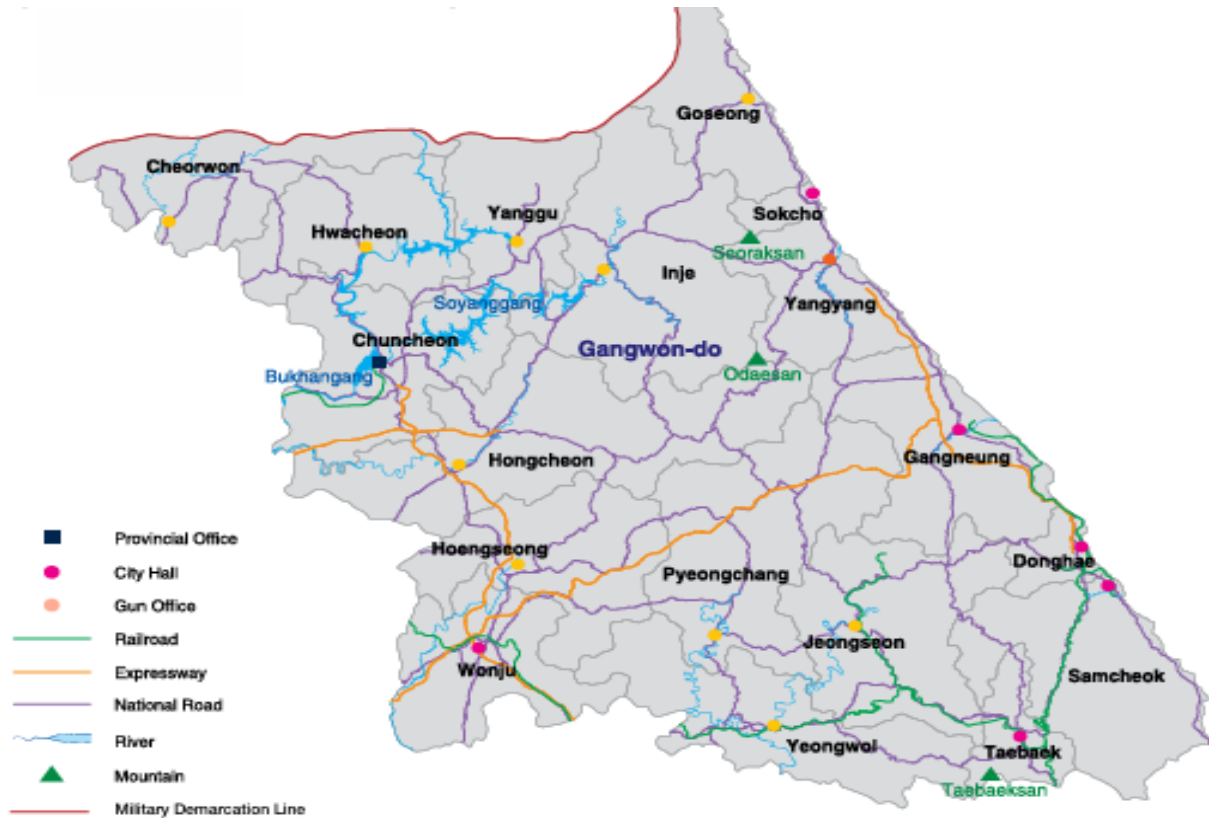 Goseong
Cheorwon
Sokcho
Yanggu
Hwacheon
Seoraksan
Inje
Soyanggang
Yangyang
Chuncheon
Gangwon-do
Bukhangang
Odaesan
Gangneung
Hongcheon
Hoengseong
Donghae
Pyeongchang
Jeongseon
Wonju
Samcheok
Yeongwol
Taebaek
Taebaeksan
Provincial Office
City Hall
Gun Office
Railroad
Expressway
National Road
River
Mountain
Military Demarcation Line